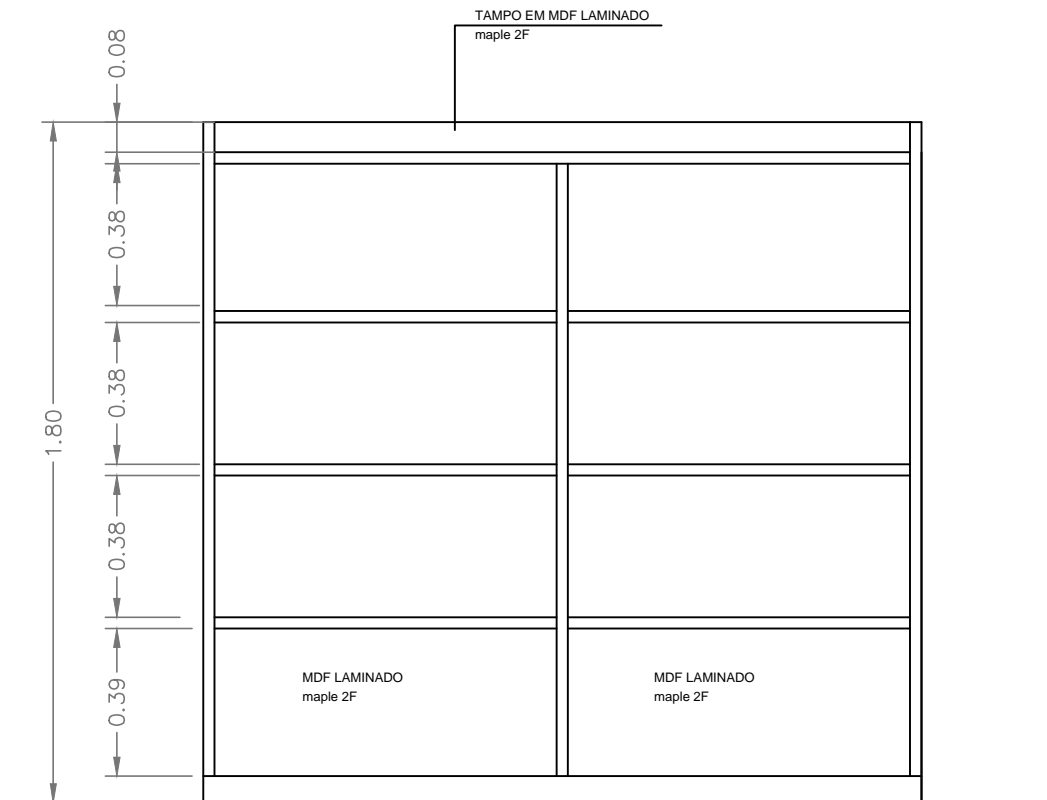 TAMPO EM MDF LAMINADO
maple 2F
0.08
0.38
0.38
1.80
0.38
0.39
MDF LAMINADO
maple 2F
MDF LAMINADO
maple 2F